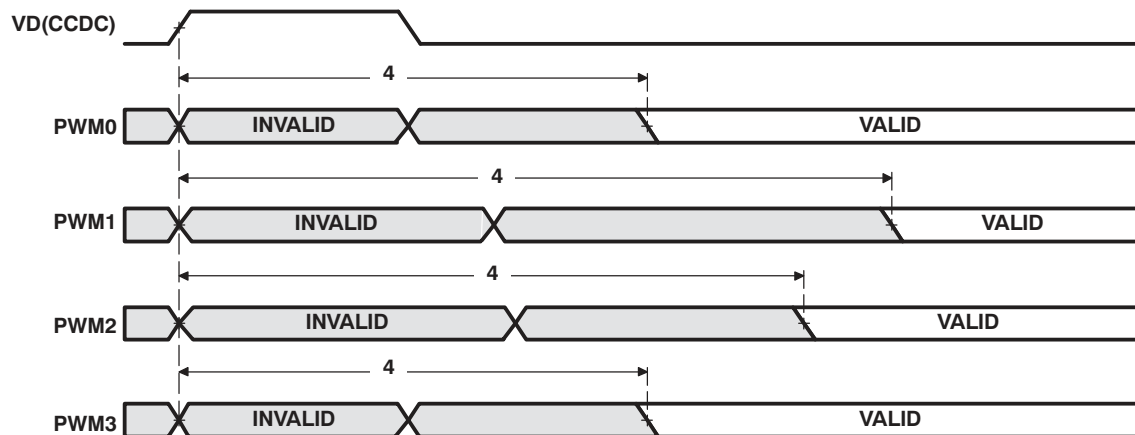 VD(CCDC)
4
PWM0 INVALID VALID
4
PWM1 INVALID VALID
4
PWM2 INVALID VALID
4
PWM3 INVALID VALID